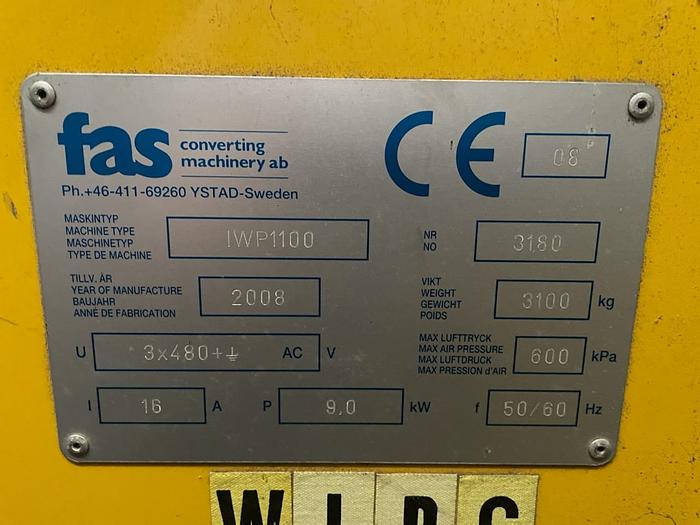 fas converting machinery ab
CE 08
Ph.+46-411-69260 YSTAD-Sweden
MASKINTYP
MACHINE TYPE
MASCHINETYP
TYPE DE MACHINE
IWP1100
NR
NO
3180
TILLV. ÅR
YEAR OF MANUFACTURE
BAUJAHR
ANNÉ DE FABRICATION
2008
VIKT
WEIGHT
GEWICHT
POIDS
3100 kg
U 3x480+⏚ AC V
MAX LUFTTRYCK
MAX AIR PRESSURE
MAX LUFTDRUCK
MAX PRESSION d'AIR
600 kPa
I 16 A P 9,0 kW f 50/60 Hz